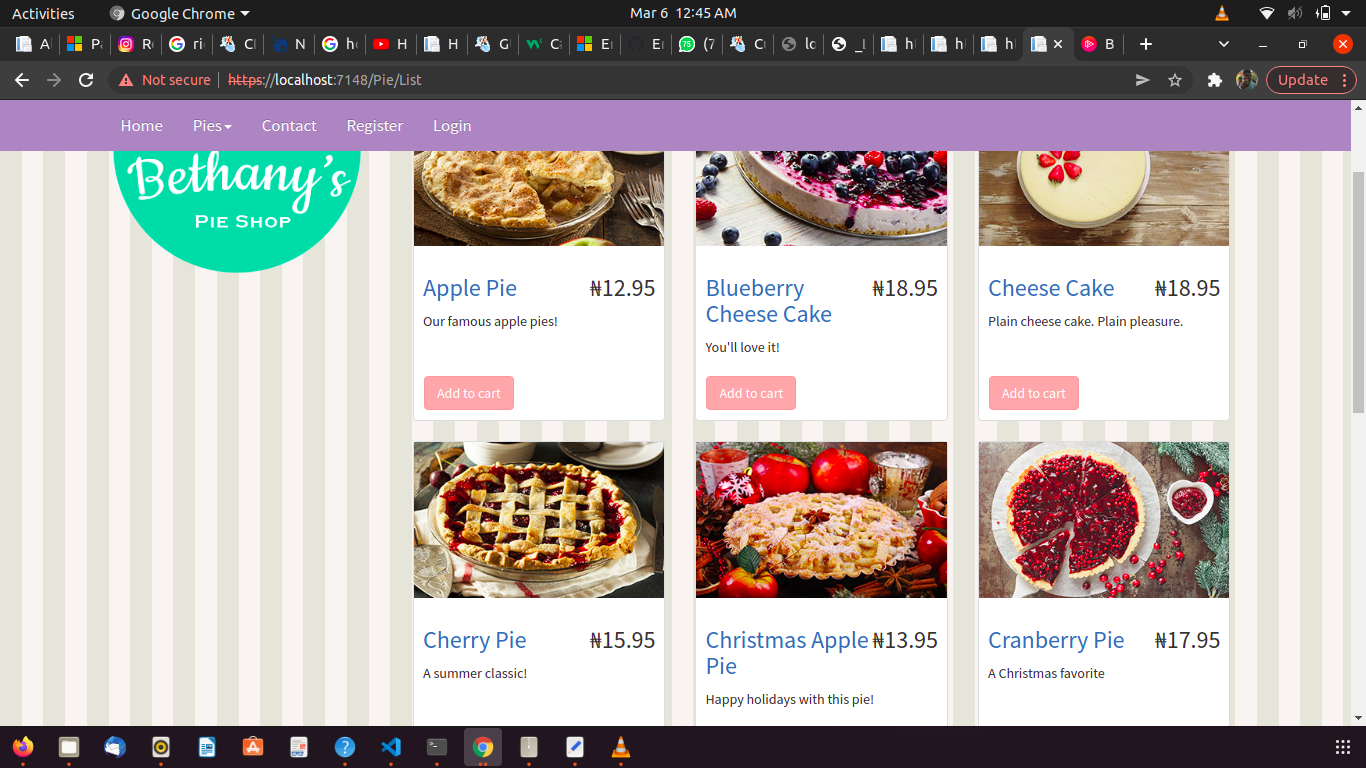 Activities
Google Chrome
Mar 6 12:45 AM
Not secure
https://localhost:7148/Pie/List
Update
Home
Pies
Contact
Register
Login
Bethany's
PIE SHOP
Apple Pie
₦12.95
Our famous apple pies!
Add to cart
Blueberry
Cheese Cake
₦18.95
You'll love it!
Add to cart
Cheese Cake
₦18.95
Plain cheese cake. Plain pleasure.
Add to cart
Cherry Pie
₦15.95
A summer classic!
Christmas Apple
Pie
₦13.95
Happy holidays with this pie!
Cranberry Pie
₦17.95
A Christmas favorite